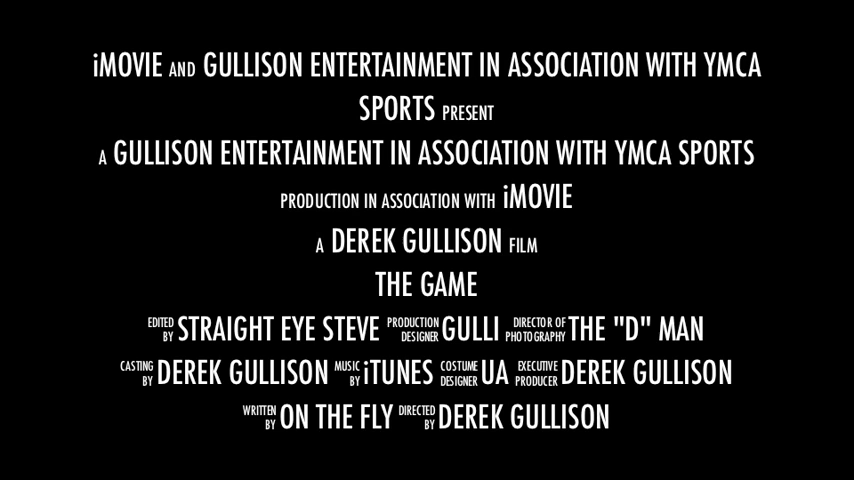 iMOVIE AND GULLISON ENTERTAINMENT IN ASSOCIATION WITH YMCA
SPORTS PRESENT
A GULLISON ENTERTAINMENT IN ASSOCIATION WITH YMCA SPORTS
PRODUCTION IN ASSOCIATION WITH iMOVIE
A DEREK GULLISON FILM
THE GAME
EDITED BY STRAIGHT EYE STEVE PRODUCTION DESIGNER GULLI DIRECTOR OF PHOTOGRAPHY THE "D" MAN
CASTING BY DEREK GULLISON MUSIC BY iTUNES COSTUME DESIGNER UA EXECUTIVE PRODUCER DEREK GULLISON
WRITTEN BY ON THE FLY DIRECTED BY DEREK GULLISON